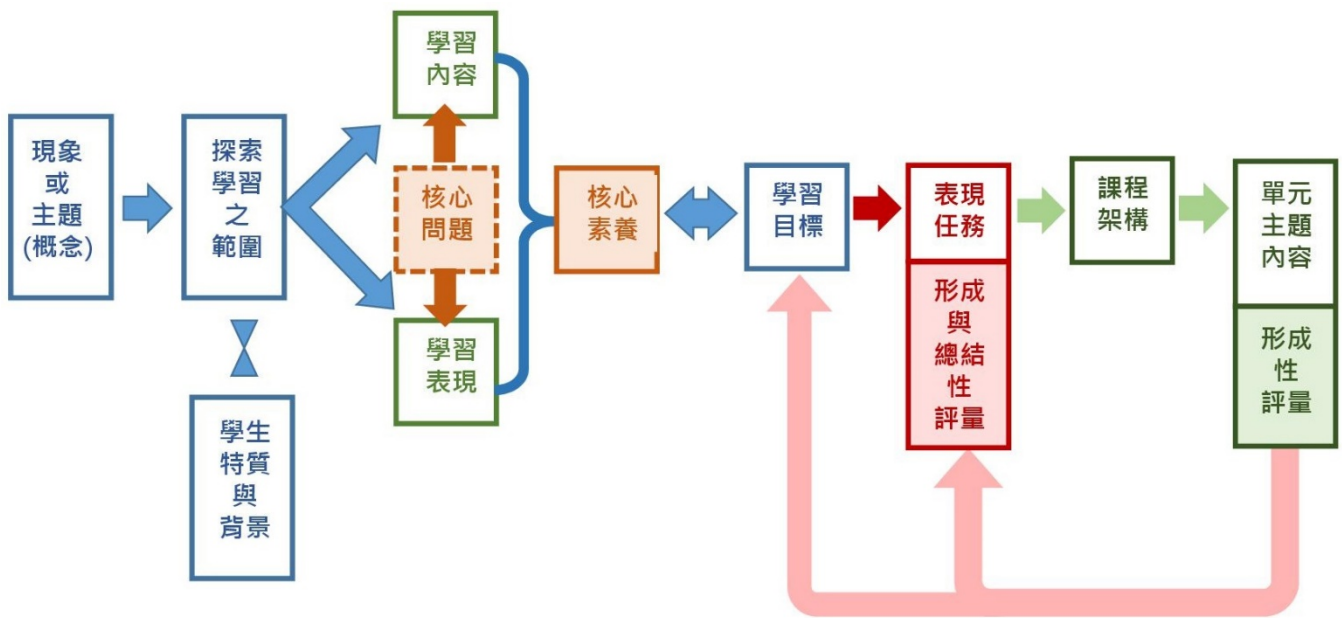 現象
或
主題
(概念)
探索
學習
之
範圍
學生
特質
與
背景
學習
內容
核心
問題
學習
表現
核心
素養
學習
目標
表現
任務
形成
與
總結
性
評量
課程
架構
單元
主題
內容
形成
性
評量